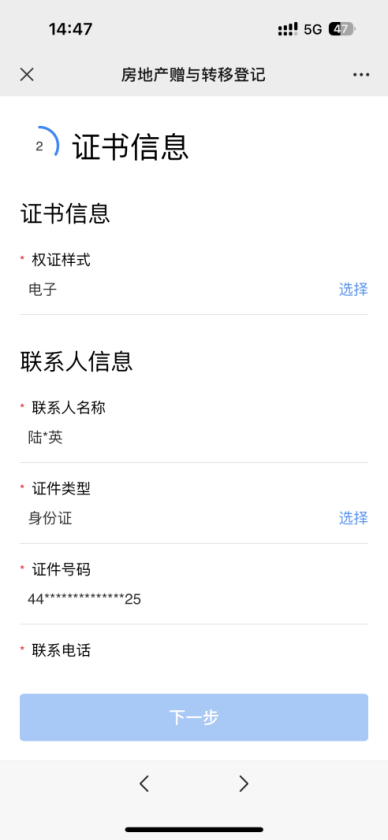 14:47
5G
47
房地产赠与转移登记
2
证书信息
证书信息
* 权证样式
电子
选择
联系人信息
* 联系人名称
陆*英
* 证件类型
身份证
选择
* 证件号码
44**************25
* 联系电话
下一步